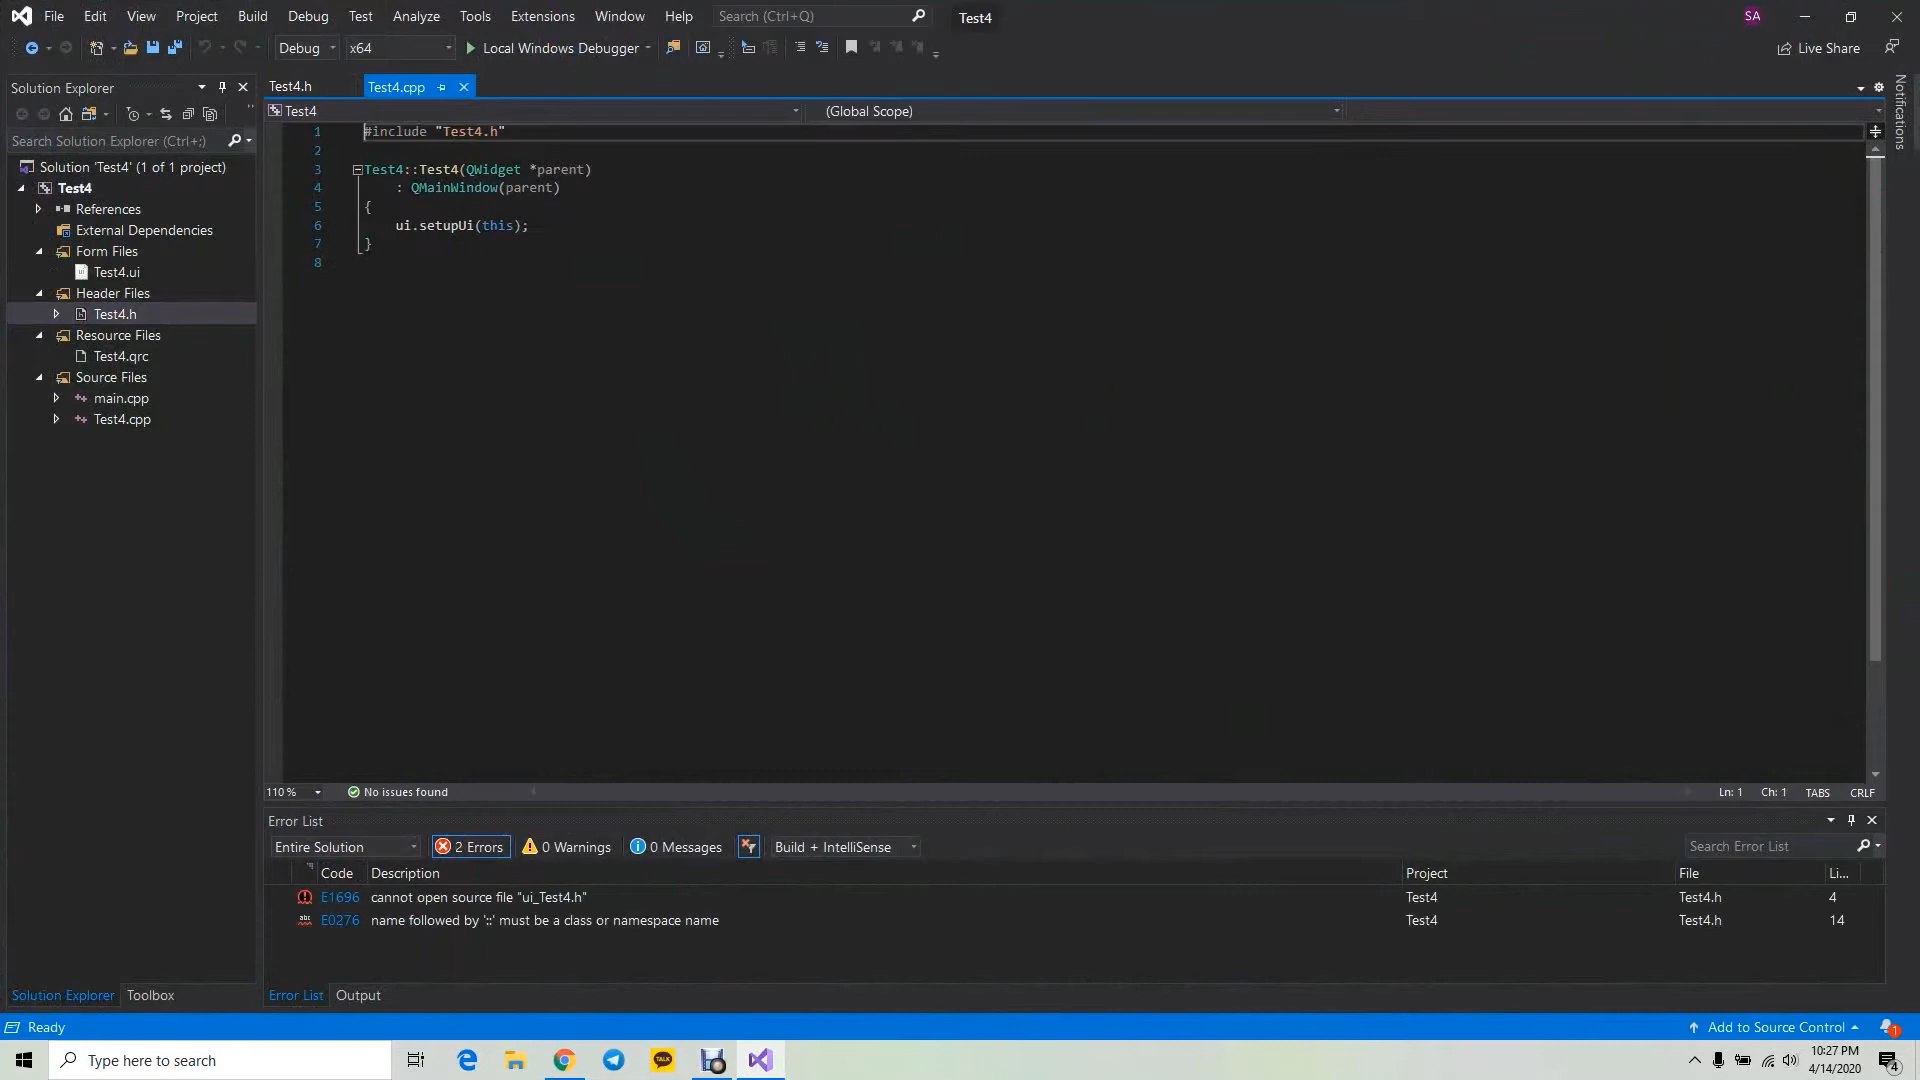 File Edit View Project Build Debug Test Analyze Tools Extensions Window Help Search (Ctrl+Q) Test4 SA
Debug x64 Local Windows Debugger Live Share
Solution Explorer
Test4.h Test4.cpp
Notifications
Test4 (Global Scope)
Search Solution Explorer (Ctrl+;)
Solution 'Test4' (1 of 1 project)
Test4
References
External Dependencies
Form Files
Test4.ui
Header Files
Test4.h
Resource Files
Test4.qrc
Source Files
main.cpp
Test4.cpp
1 #include "Test4.h"
2
3 Test4::Test4(QWidget *parent)
4 : QMainWindow(parent)
5 {
6 ui.setupUi(this);
7 }
8
110 % No issues found Ln: 1 Ch: 1 TABS CRLF
Error List
Entire Solution 2 Errors 0 Warnings 0 Messages Build + IntelliSense Search Error List
Code Description Project File Li...
E1696 cannot open source file "ui_Test4.h" Test4 Test4.h 4
abc E0276 name followed by '::' must be a class or namespace name Test4 Test4.h 14
Solution Explorer Toolbox Error List Output
Ready Add to Source Control 1
Type here to search TALK 10:27 PM
4/14/2020 4